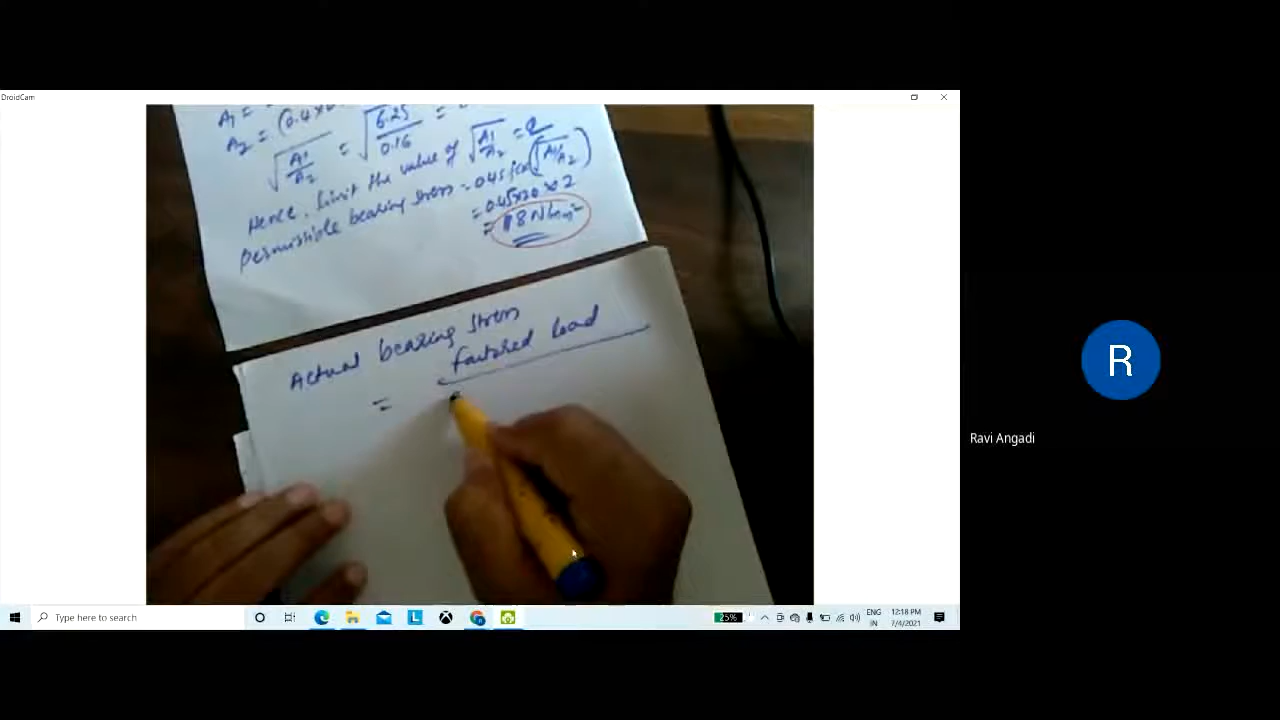 DroidCam
A1 =
A2 = (0.4×
√A1/A2 = √6.25/0.16 =
Hence, limit the value of √A1/A2 = 2
Permissible bearing stress = 0.45 fck (√A1/A2)
= 0.45×20×2
= 18 N/mm²
Actual bearing stress
= factored load
R
Ravi Angadi
Type here to search
25%
ENG
IN
12:18 PM
7/4/2021